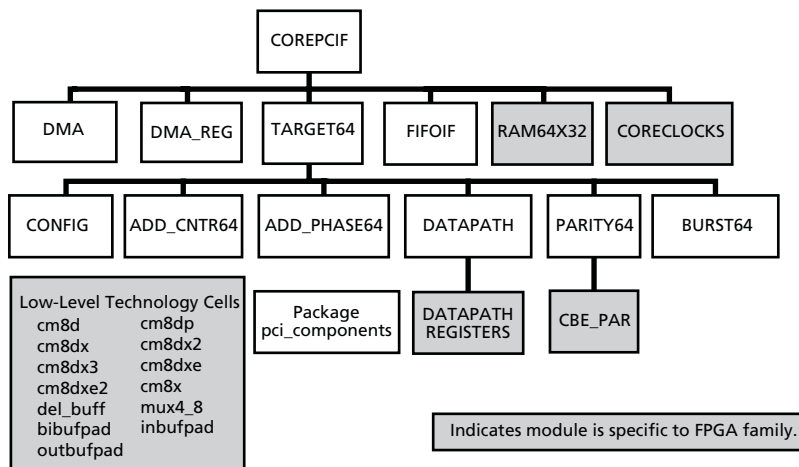 COREPCIF
DMA
DMA_REG
TARGET64
FIFOIF
RAM64X32
CORECLOCKS
CONFIG
ADD_CNTR64
ADD_PHASE64
DATAPATH
PARITY64
BURST64
Low-Level Technology Cells
cm8d
cm8dx
cm8dx3
cm8dxe2
del_buff
bibufpad
outbufpad
cm8dp
cm8dx2
cm8dxe
cm8x
mux4_8
inbufpad
Package
pci_components
DATAPATH
REGISTERS
CBE_PAR
Indicates module is specific to FPGA family.